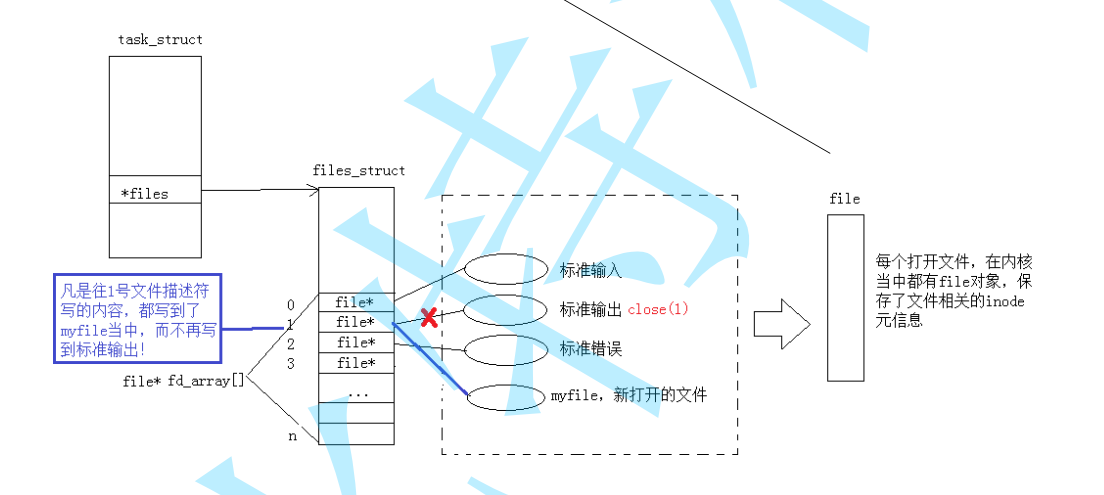 task_struct
*files
files_struct
file
标准输入
标准输出 close(1)
标准错误
myfile，新打开的文件
每个打开文件，在内核
当中都有file对象，保
存了文件相关的inode
元信息
凡是往1号文件描述符
写的内容，都写到了
myfile当中，而不再写
到标准输出！
file* fd_array[]
0
file*
1
file*
2
file*
3
file*
...
n